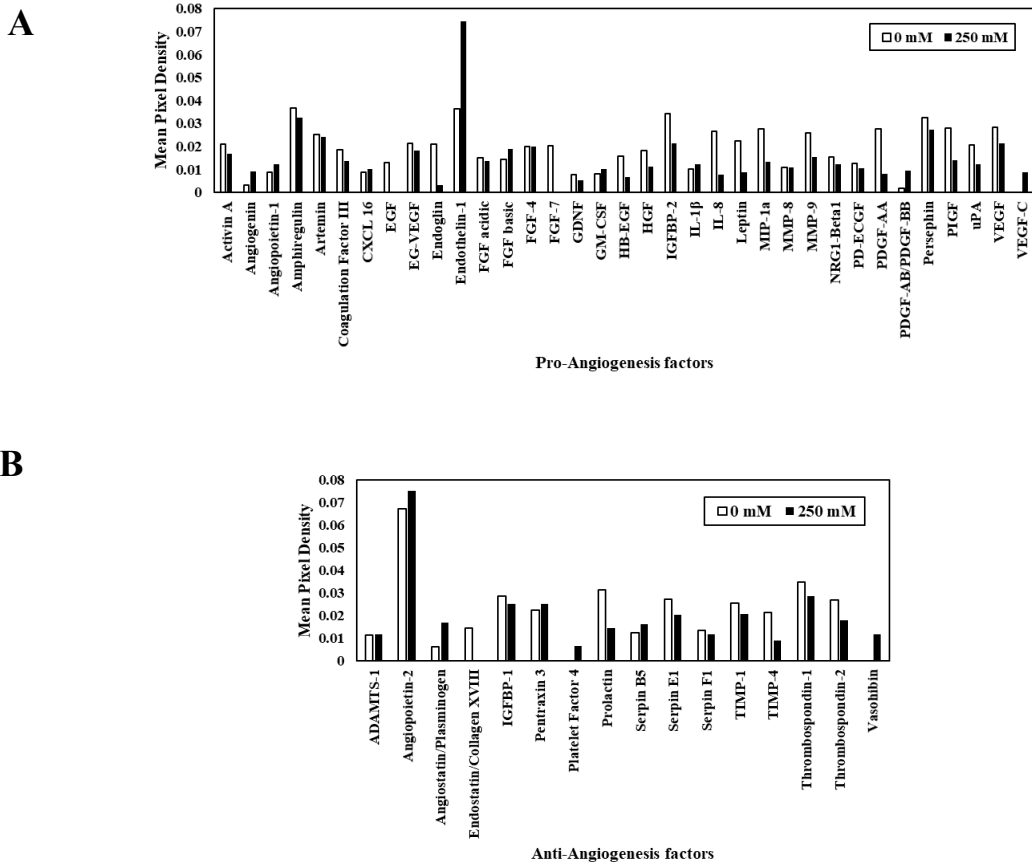 A
0.08
0.07
0.06
0.05
0.04
0.03
0.02
0.01
0
Mean Pixel Density
0 mM 250 mM
Activin A
Angiogenin
Angiopoietin-1
Amphiregulin
Artemin
Coagulation Factor III
CXCL 16
EGF
EG-VEGF
Endoglin
Endothelin-1
FGF acidic
FGF basic
FGF-4
FGF-7
GDNF
GM-CSF
HB-EGF
HGF
IGFBP-2
IL-1β
IL-8
Leptin
MIP-1a
MMP-8
MMP-9
NRG1-Beta1
PD-ECGF
PDGF-AA
PDGF-AB/PDGF-BB
Persephin
PIGF
uPA
VEGF
VEGF-C
Pro-Angiogenesis factors
B
0.08
0.07
0.06
0.05
0.04
0.03
0.02
0.01
0
Mean Pixel Density
0 mM 250 mM
ADAMTS-1
Angiopoietin-2
Angiostatin/Plasminogen
Endostatin/Collagen XVIII
IGFBP-1
Pentraxin 3
Platelet Factor 4
Prolactin
Serpin B5
Serpin E1
Serpin F1
TIMP-1
TIMP-4
Thrombospondin-1
Thrombospondin-2
Vasohibin
Anti-Angiogenesis factors